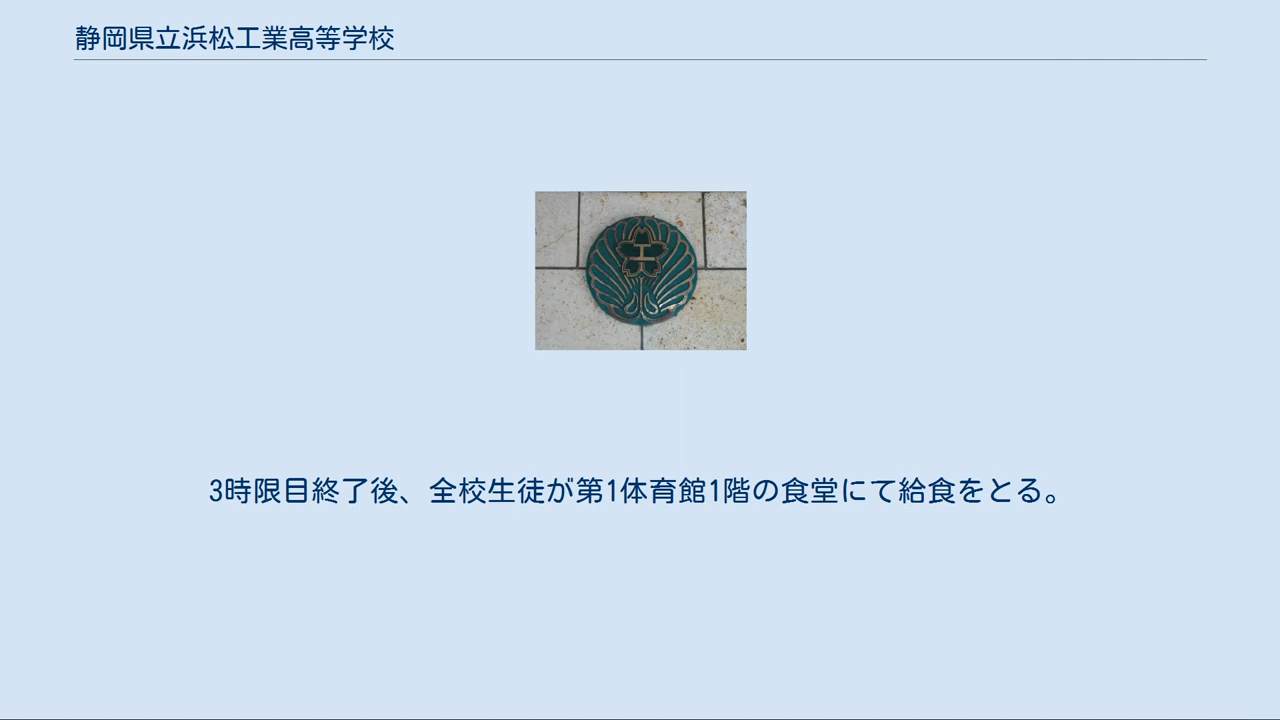 静岡県立浜松工業高等学校
工
3時限目終了後、全校生徒が第1体育館1階の食堂にて給食をとる。